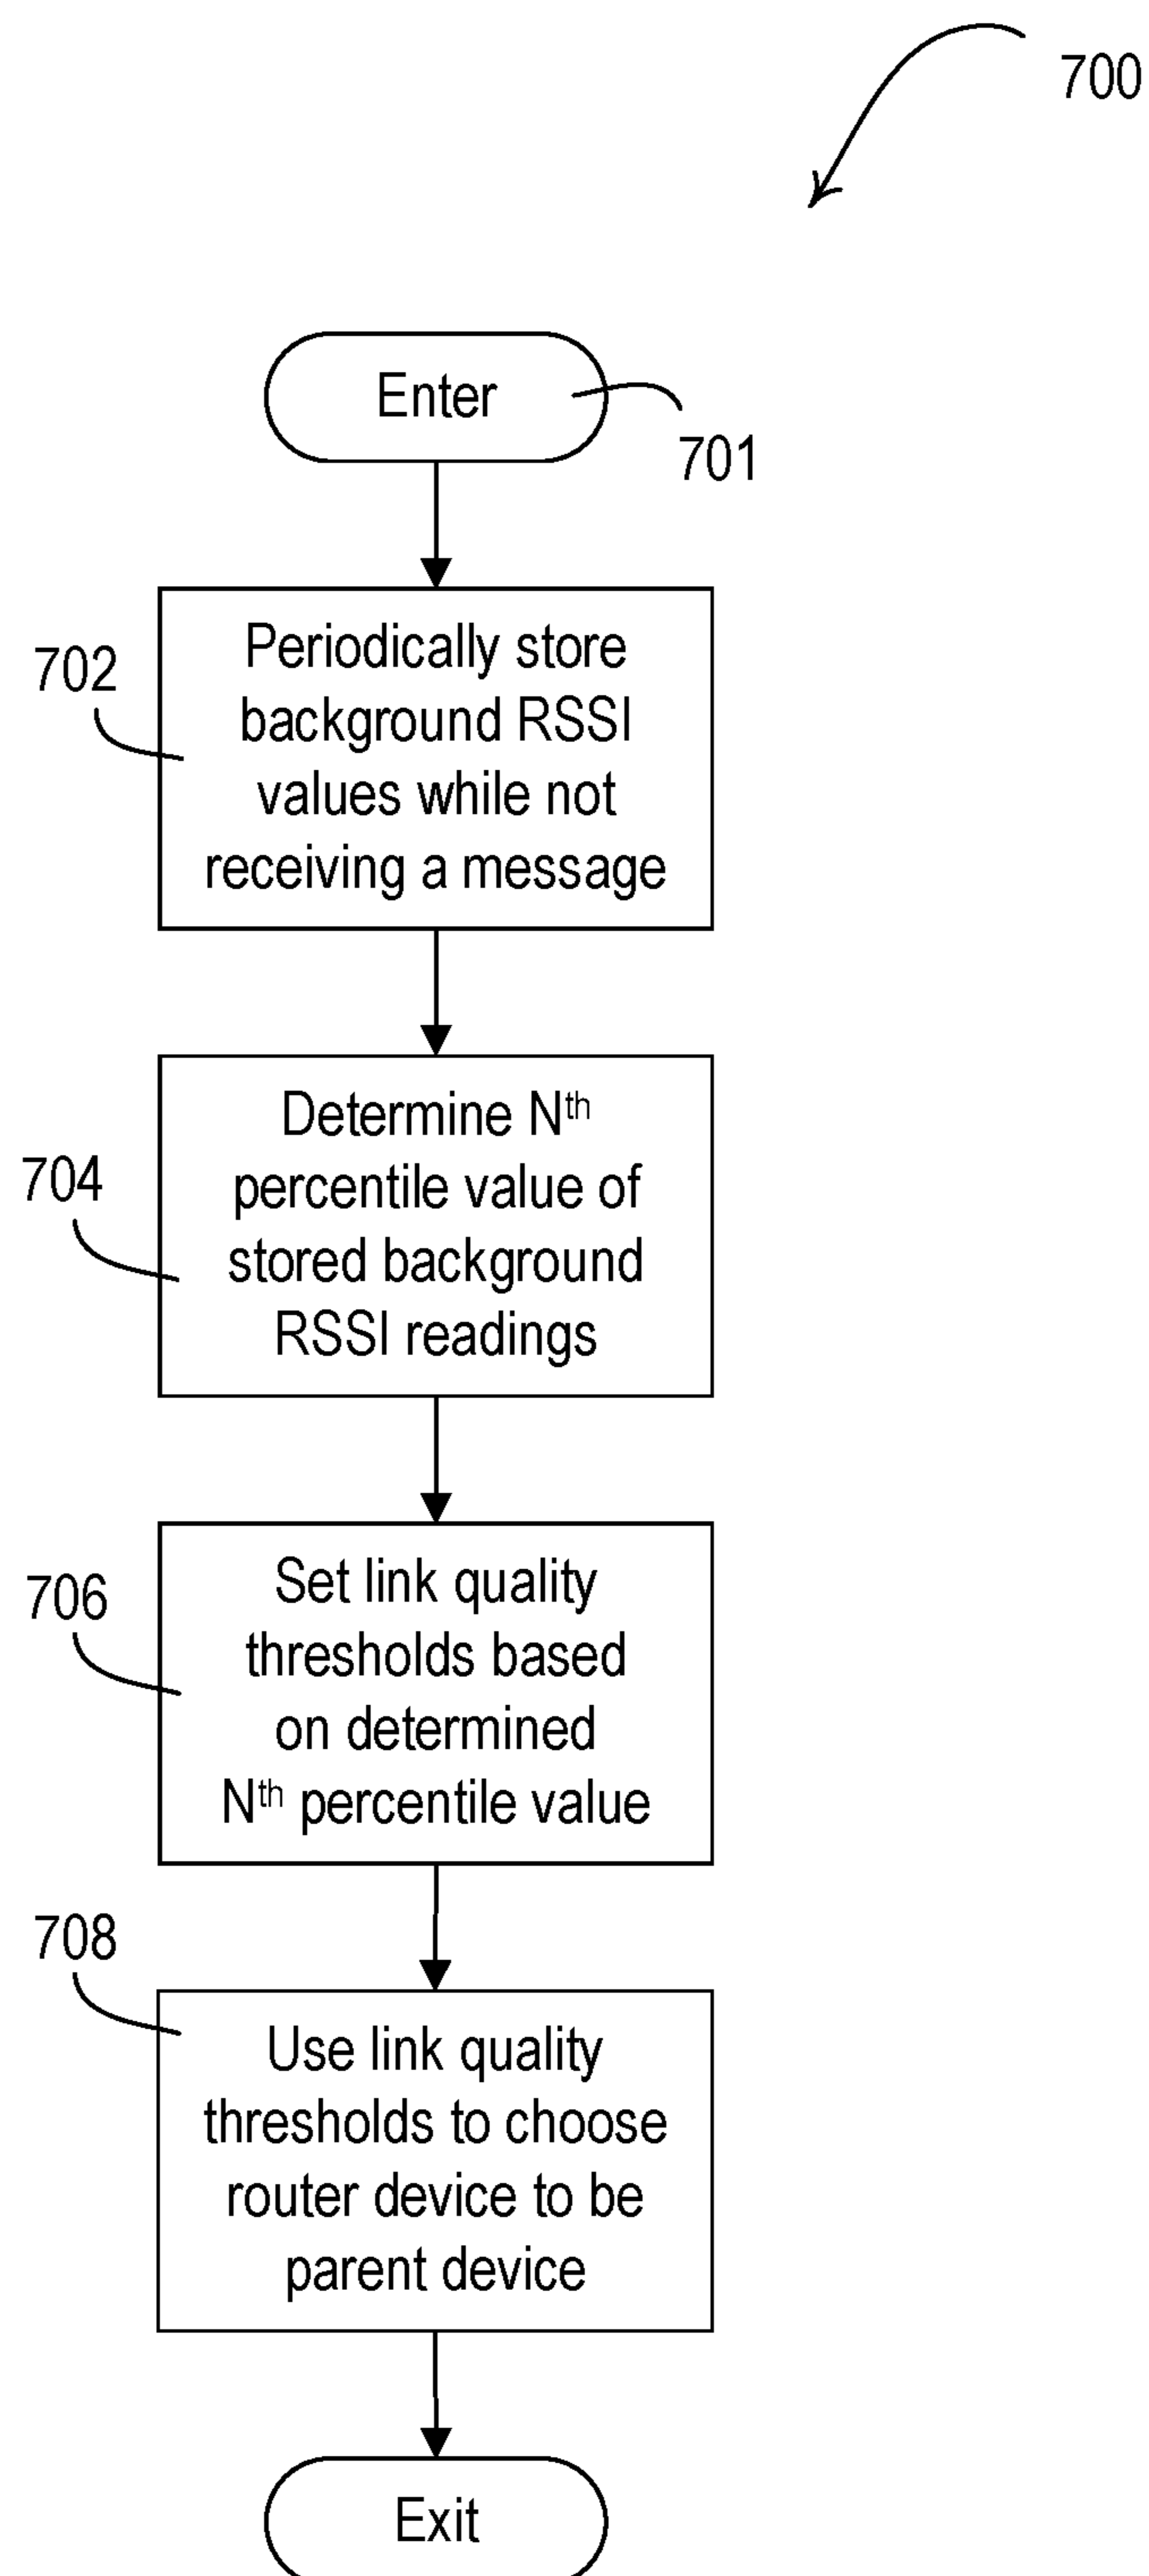 700
Enter
701
702
Periodically store
background RSSI
values while not
receiving a message
704
Determine Nth
percentile value of
stored background
RSSI readings
706
Set link quality
thresholds based
on determined
Nth percentile value
708
Use link quality
thresholds to choose
router device to be
parent device
Exit